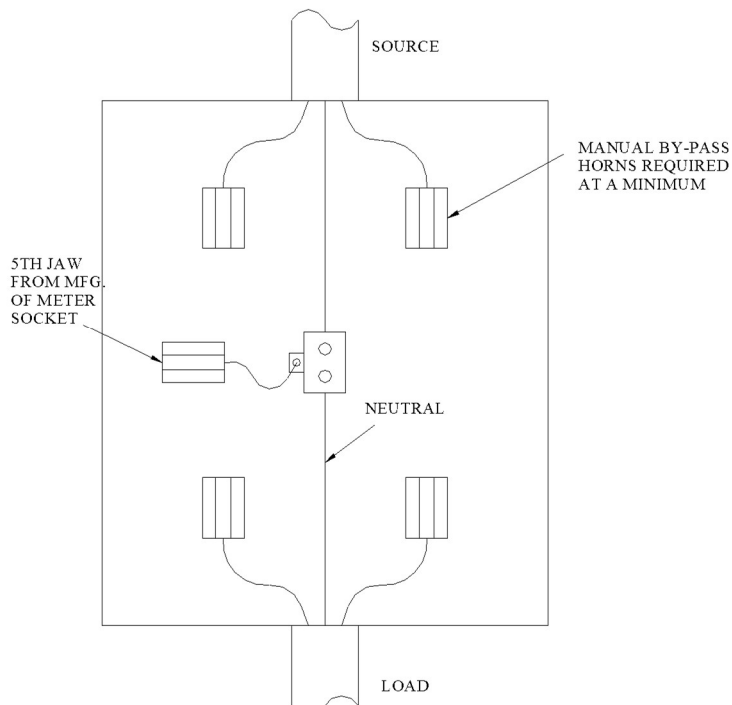 SOURCE
MANUAL BY-PASS
HORNS REQUIRED
AT A MINIMUM
5TH JAW
FROM MFG.
OF METER
SOCKET
NEUTRAL
LOAD